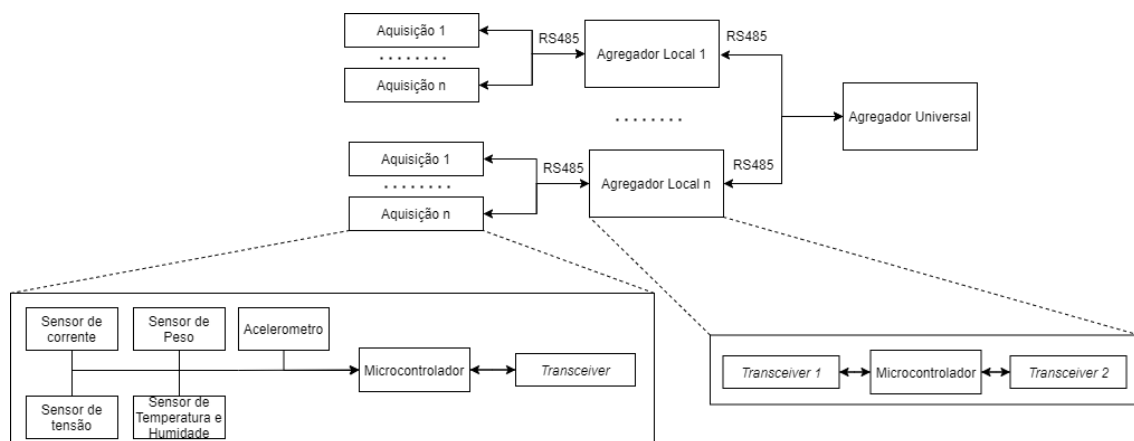 Aquisição 1
RS485
Agregador Local 1
RS485
Aquisição n
Agregador Universal
Aquisição 1
RS485
Agregador Local n
RS485
Aquisição n
Sensor de
corrente
Sensor de
Peso
Acelerometro
Microcontrolador
Transceiver
Sensor de
tensão
Sensor de
Temperatura e
Humidade
Transceiver 1
Microcontrolador
Transceiver 2